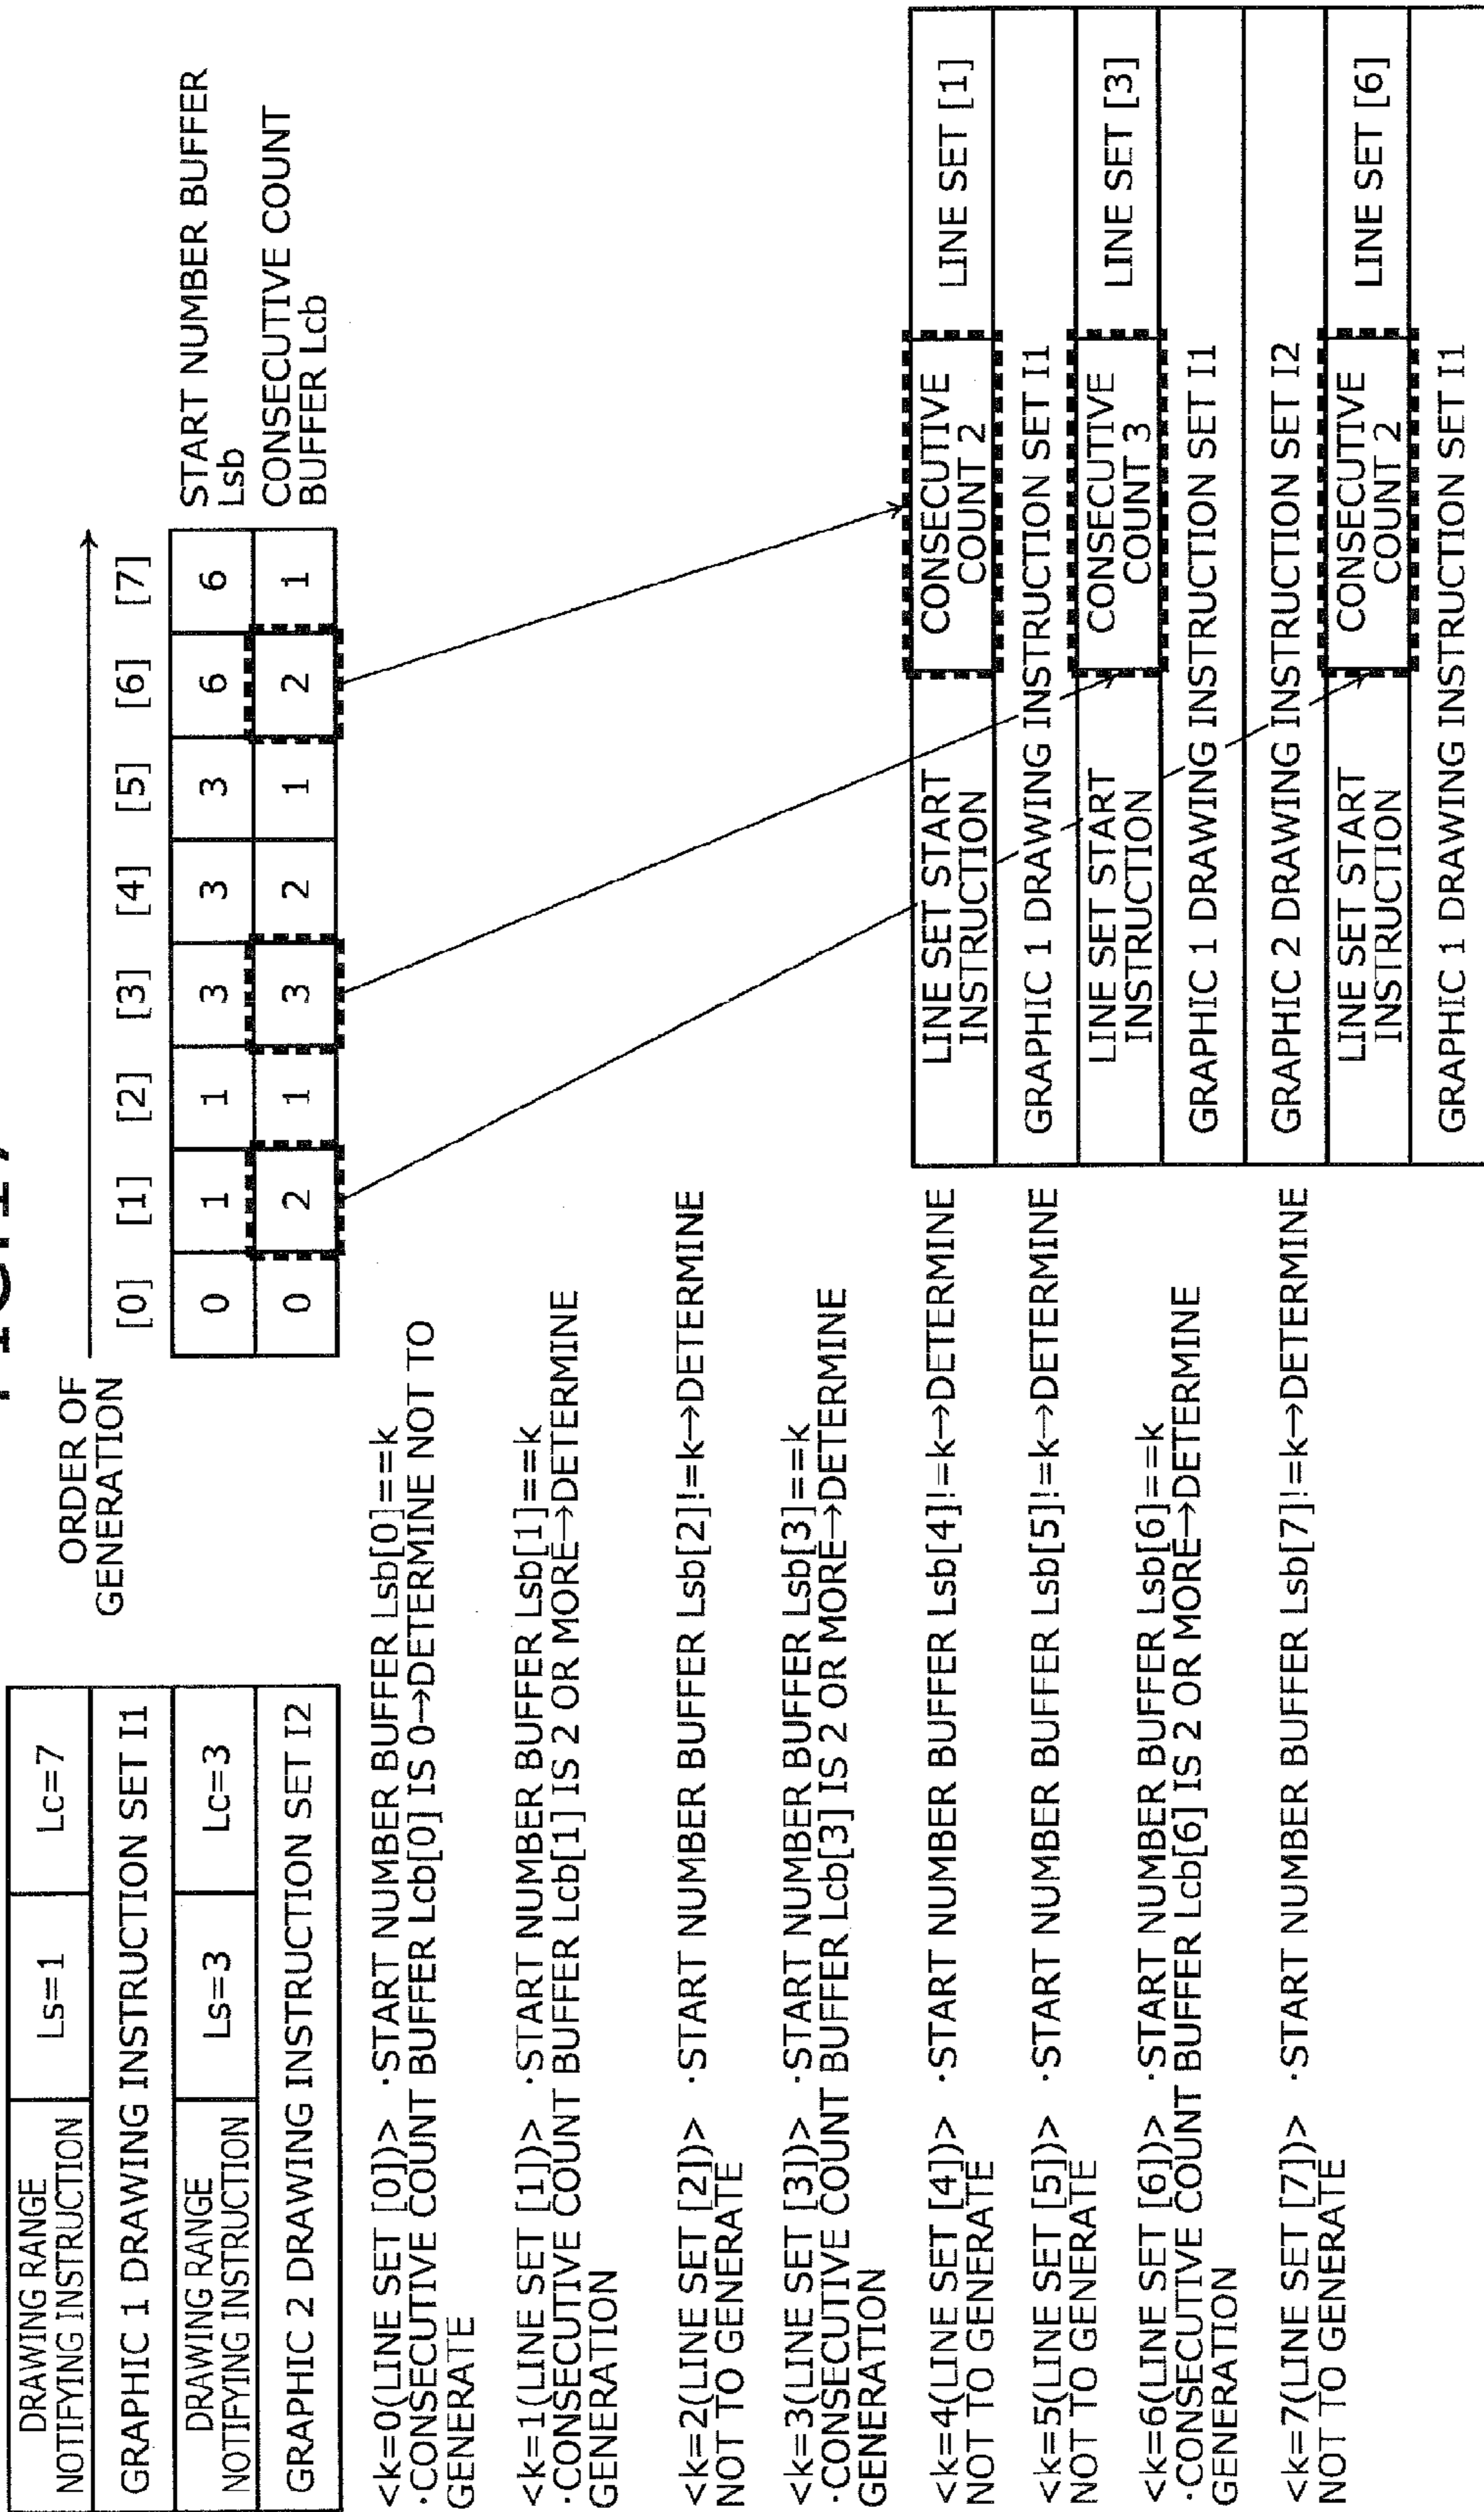 DRAWING RANGE
NOTIFYING INSTRUCTION
Ls=1
Lc=7
GRAPHIC 1 DRAWING INSTRUCTION SET I1
DRAWING RANGE
NOTIFYING INSTRUCTION
Ls=3
Lc=3
GRAPHIC 2 DRAWING INSTRUCTION SET I2
ORDER OF
GENERATION
[0] [1] [2] [3] [4] [5] [6] [7]
0 1 1 3 3 3 6 6
START NUMBER BUFFER
Lsb
0 2 1 3 2 1 2 1
CONSECUTIVE COUNT
BUFFER Lcb
<k=0(LINE SET [0])> ·START NUMBER BUFFER Lsb[0]==k
·CONSECUTIVE COUNT BUFFER Lcb[0] IS 0→DETERMINE NOT TO
GENERATE
<k=1(LINE SET [1])> ·START NUMBER BUFFER Lsb[1]==k
·CONSECUTIVE COUNT BUFFER Lcb[1] IS 2 OR MORE→DETERMINE
GENERATION
<k=2(LINE SET [2])> ·START NUMBER BUFFER Lsb[2]!=k→DETERMINE
NOT TO GENERATE
<k=3(LINE SET [3])> ·START NUMBER BUFFER Lsb[3]==k
·CONSECUTIVE COUNT BUFFER Lcb[3] IS 2 OR MORE→DETERMINE
GENERATION
<k=4(LINE SET [4])> ·START NUMBER BUFFER Lsb[4]!=k→DETERMINE
NOT TO GENERATE
<k=5(LINE SET [5])> ·START NUMBER BUFFER Lsb[5]!=k→DETERMINE
NOT TO GENERATE
<k=6(LINE SET [6])> ·START NUMBER BUFFER Lsb[6]==k
·CONSECUTIVE COUNT BUFFER Lcb[6] IS 2 OR MORE→DETERMINE
GENERATION
<k=7(LINE SET [7])> ·START NUMBER BUFFER Lsb[7]!=k→DETERMINE
NOT TO GENERATE
LINE SET START
INSTRUCTION
CONSECUTIVE
COUNT 2
LINE SET [1]
GRAPHIC 1 DRAWING INSTRUCTION SET I1
LINE SET START
INSTRUCTION
CONSECUTIVE
COUNT 3
LINE SET [3]
GRAPHIC 1 DRAWING INSTRUCTION SET I1
GRAPHIC 2 DRAWING INSTRUCTION SET I2
LINE SET START
INSTRUCTION
CONSECUTIVE
COUNT 2
LINE SET [6]
GRAPHIC 1 DRAWING INSTRUCTION SET I1